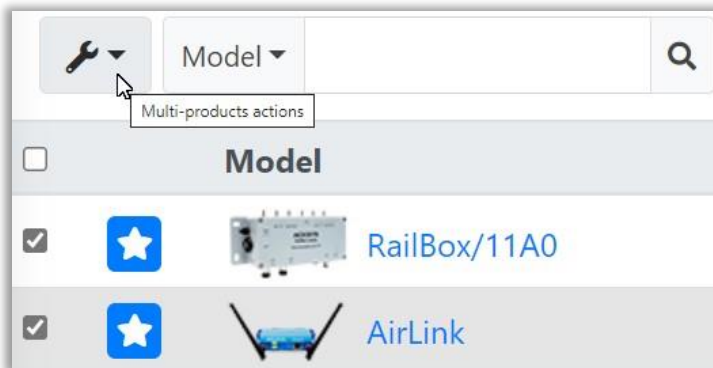 Model
Multi-products actions
Model
RailBox/11A0
AirLink